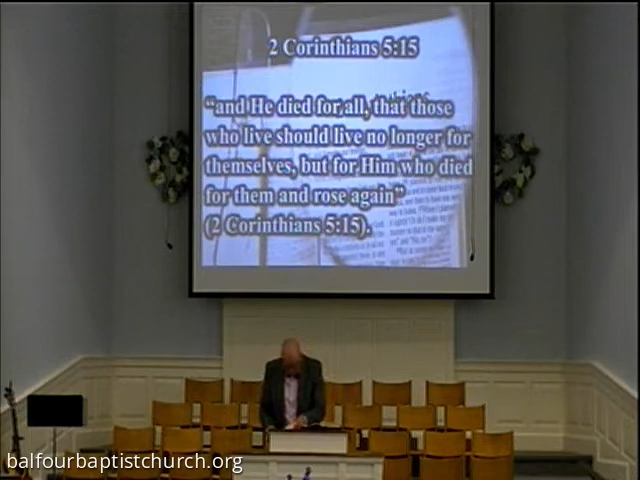 2 Corinthians 5:15
“and He died for all, that those
who live should live no longer for
themselves, but for Him who died
for them and rose again”
(2 Corinthians 5:15).
balfourbaptistchurch.org